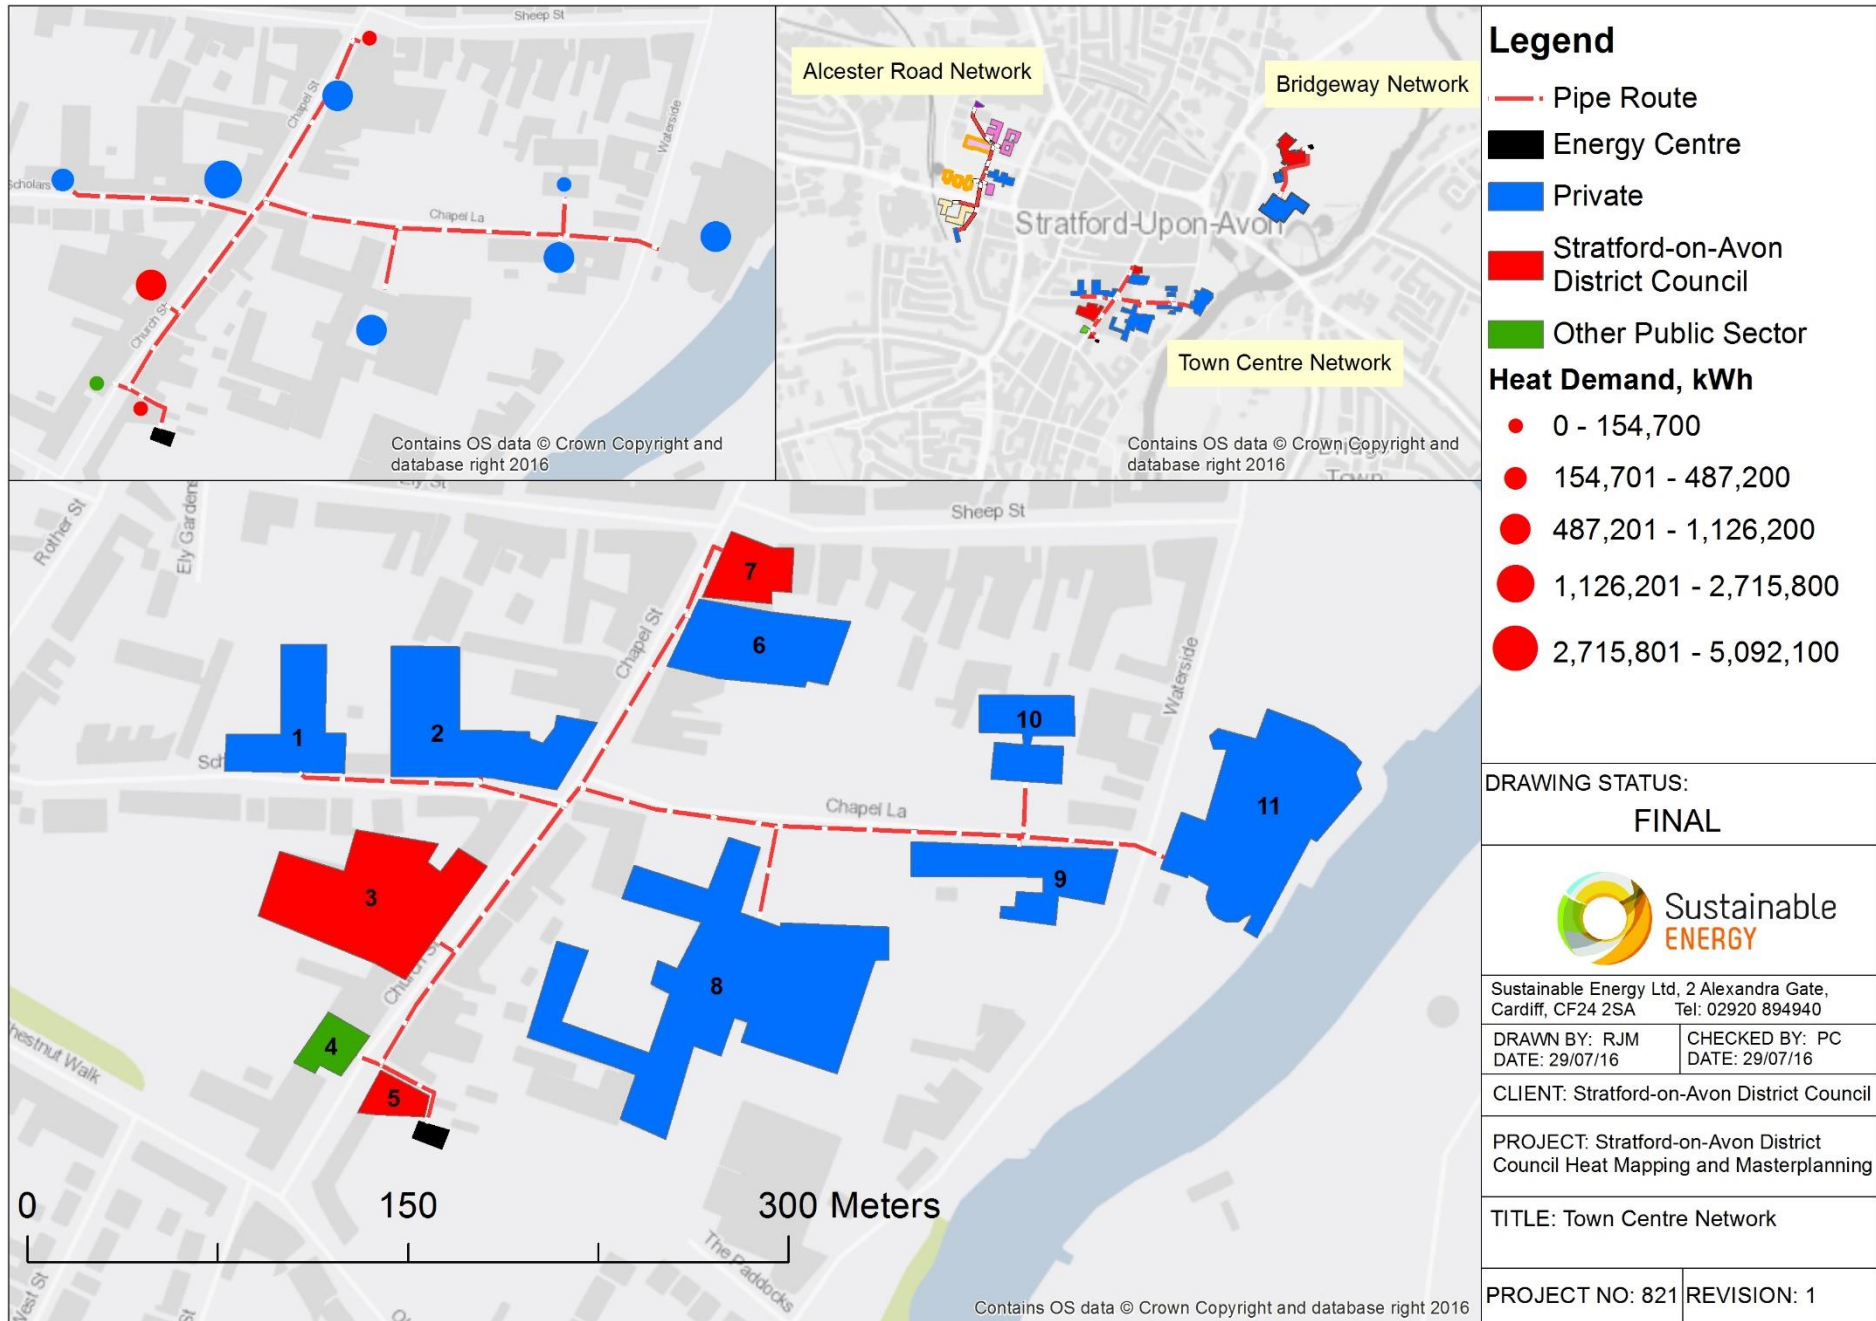 Sheep St
Chapel St
Waterside
Scholars
Chapel La
Church St
Contains OS data © Crown Copyright and
database right 2016
Alcester Road Network
Bridgeway Network
Stratford-Upon-Avon
Town Centre Network
Contains OS data © Crown Copyright and
database right 2016
Town
Legend
Pipe Route
Energy Centre
Private
Stratford-on-Avon
District Council
Other Public Sector
Heat Demand, kWh
0 - 154,700
154,701 - 487,200
487,201 - 1,126,200
1,126,201 - 2,715,800
2,715,801 - 5,092,100
Ely St
Sheep St
Rother St
Ely Gardens
7
Chapel St
6
Waterside
1
2
10
11
Chapel La
3
9
Church St
8
4
hestnut Walk
5
0
150
300 Meters
The Paddocks
West St
Contains OS data © Crown Copyright and database right 2016
DRAWING STATUS:
FINAL
Sustainable
ENERGY
Sustainable Energy Ltd, 2 Alexandra Gate,
Cardiff, CF24 2SA Tel: 02920 894940
DRAWN BY: RJM
DATE: 29/07/16
CHECKED BY: PC
DATE: 29/07/16
CLIENT: Stratford-on-Avon District Council
PROJECT: Stratford-on-Avon District
Council Heat Mapping and Masterplanning
TITLE: Town Centre Network
PROJECT NO: 821
REVISION: 1